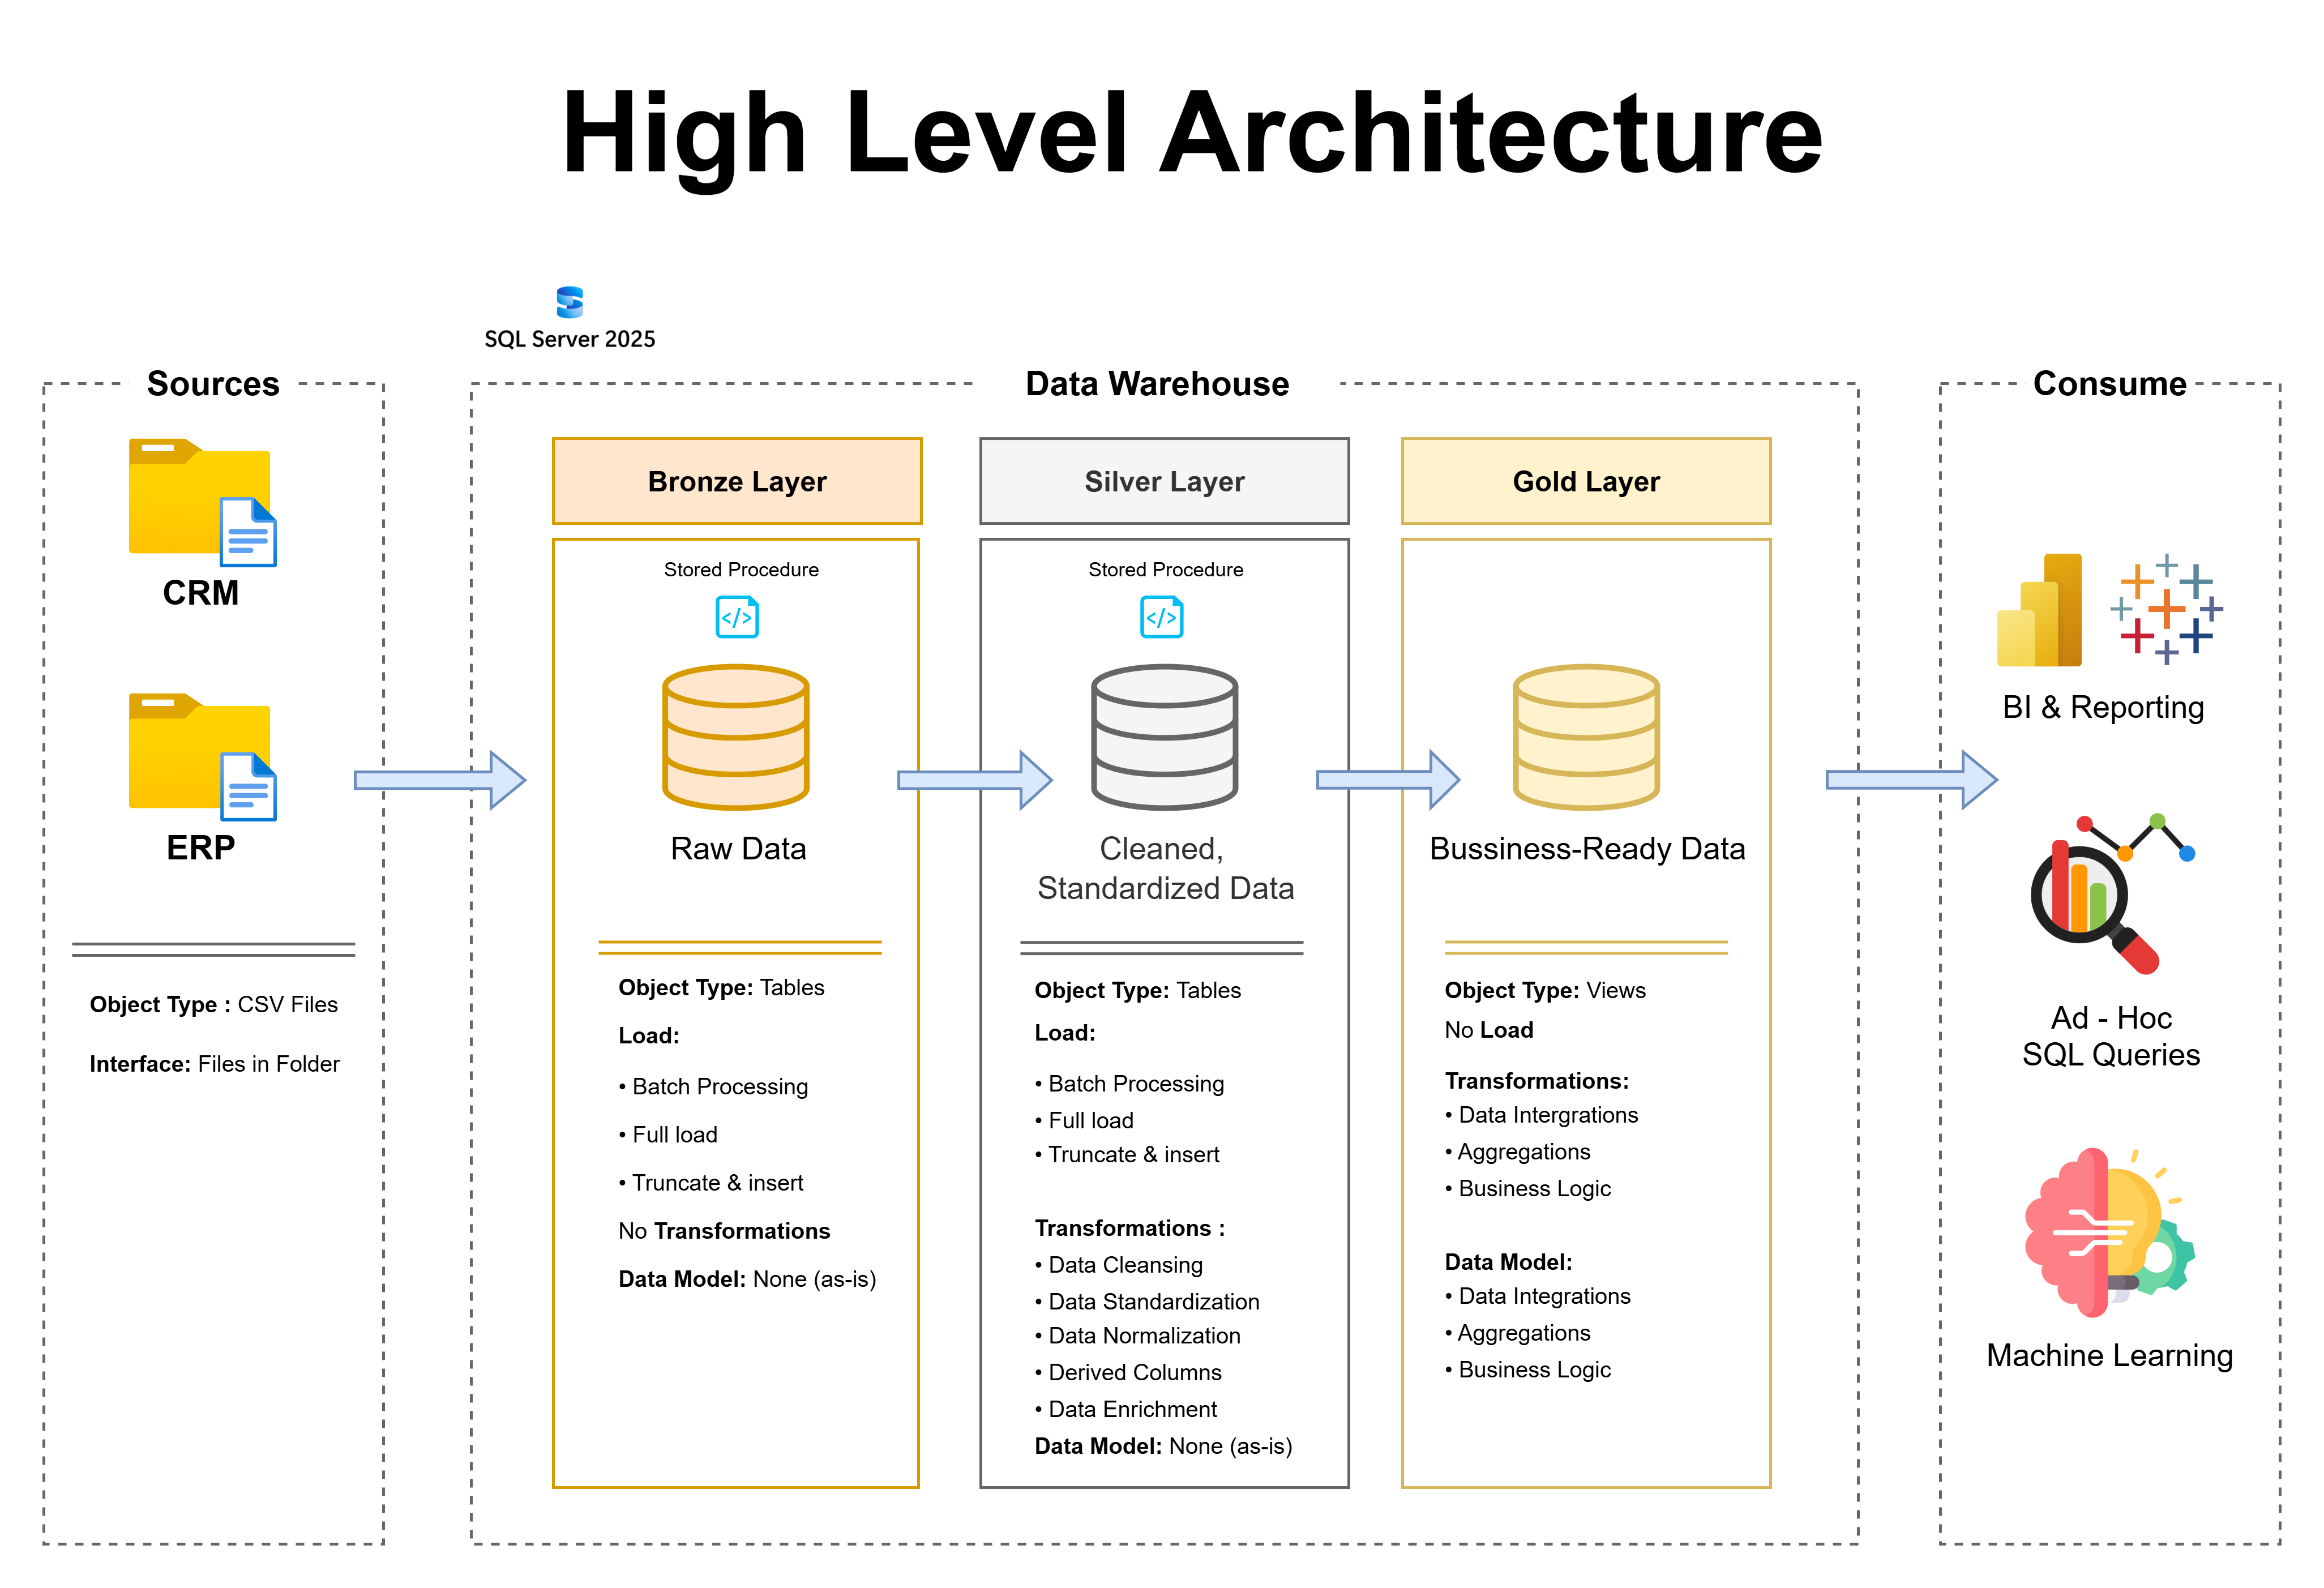 High Level Architecture
SQL Server 2025
Sources
CRM
ERP
Object Type : CSV Files
Interface: Files in Folder
Data Warehouse
Bronze Layer
Stored Procedure
</>
Raw Data
Object Type: Tables
Load:
• Batch Processing
• Full load
• Truncate & insert
No Transformations
Data Model: None (as-is)
Silver Layer
Stored Procedure
</>
Cleaned,
Standardized Data
Object Type: Tables
Load:
• Batch Processing
• Full load
• Truncate & insert
Transformations :
• Data Cleansing
• Data Standardization
• Data Normalization
• Derived Columns
• Data Enrichment
Data Model: None (as-is)
Gold Layer
Bussiness-Ready Data
Object Type: Views
No Load
Transformations:
• Data Intergrations
• Aggregations
• Business Logic
Data Model:
• Data Integrations
• Aggregations
• Business Logic
Consume
BI & Reporting
Ad - Hoc
SQL Queries
Machine Learning